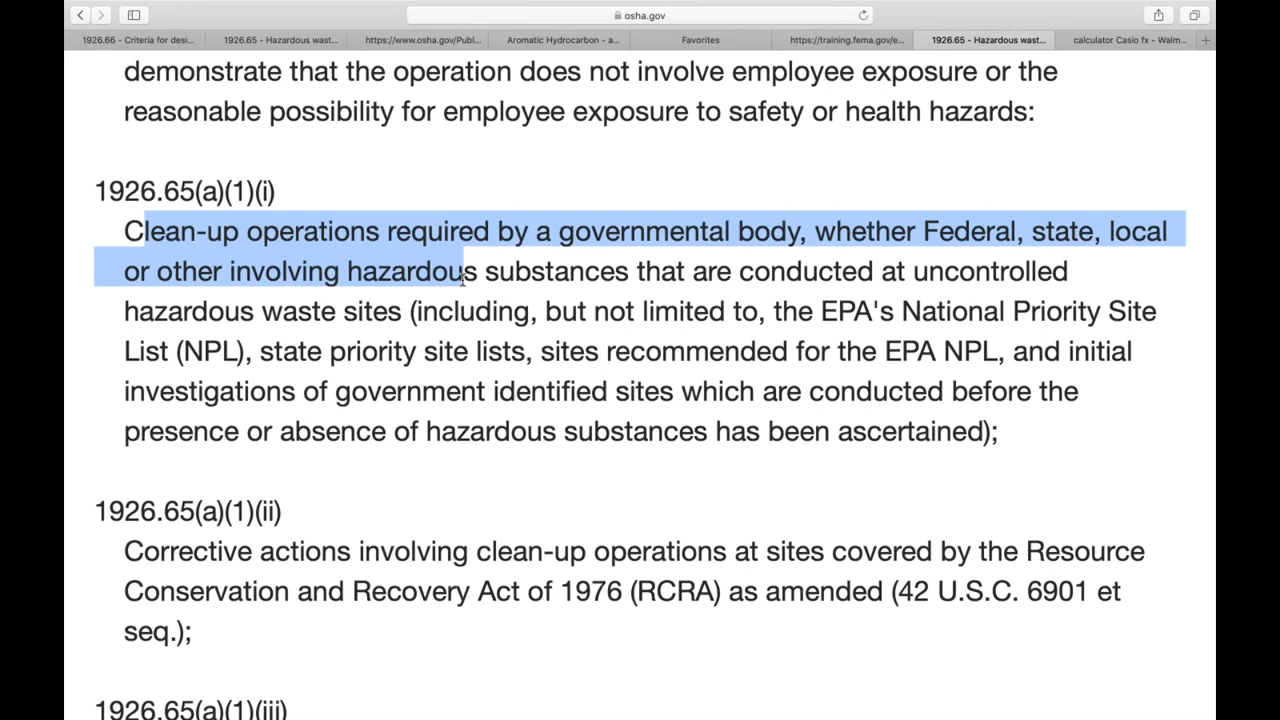 osha.gov
1926.66 - Criteria for desi...
1926.65 - Hazardous wast...
https://www.osha.gov/Publ...
Aromatic Hydrocarbon - a...
Favorites
https://training.fema.gov/e...
1926.65 - Hazardous wast...
calculator Casio fx - Walm...
demonstrate that the operation does not involve employee exposure or the
reasonable possibility for employee exposure to safety or health hazards:
1926.65(a)(1)(i)
Clean-up operations required by a governmental body, whether Federal, state, local
or other involving hazardous substances that are conducted at uncontrolled
hazardous waste sites (including, but not limited to, the EPA's National Priority Site
List (NPL), state priority site lists, sites recommended for the EPA NPL, and initial
investigations of government identified sites which are conducted before the
presence or absence of hazardous substances has been ascertained);
1926.65(a)(1)(ii)
Corrective actions involving clean-up operations at sites covered by the Resource
Conservation and Recovery Act of 1976 (RCRA) as amended (42 U.S.C. 6901 et
seq.);
1926.65(a)(1)(iii)